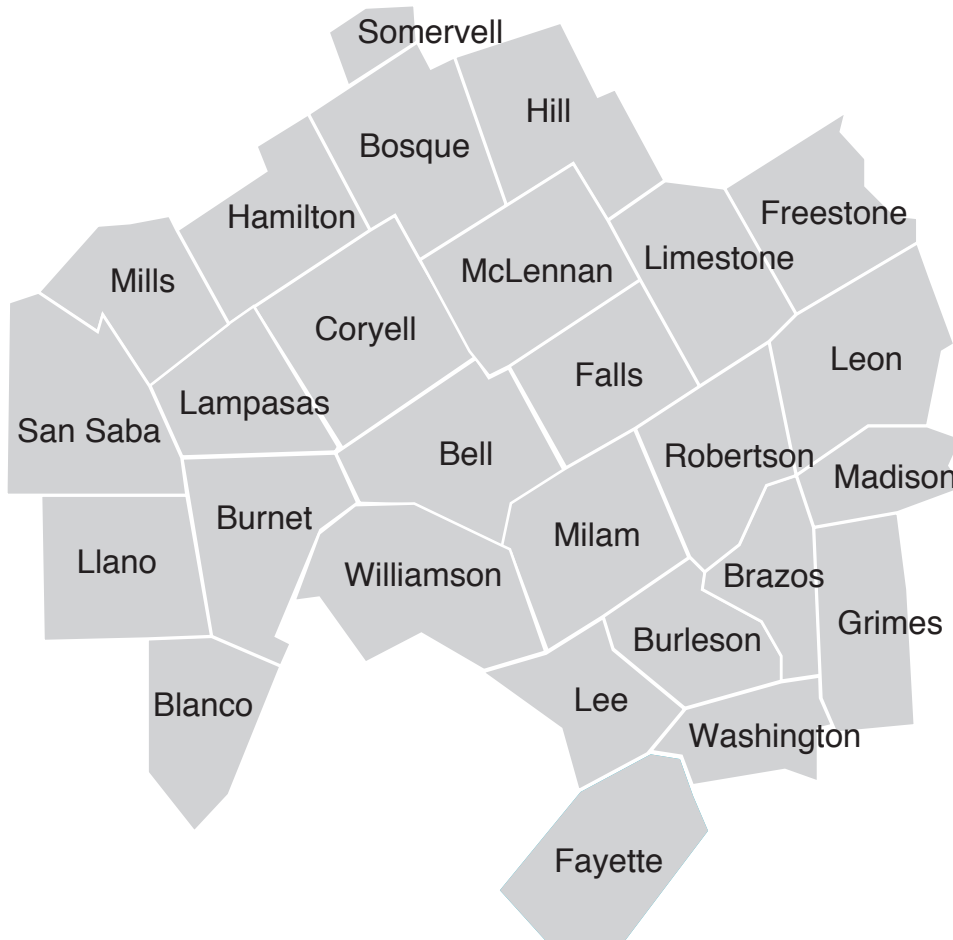 Somervell
Hill
Bosque
Freestone
Hamilton
Limestone
McLennan
Mills
Coryell
Leon
Falls
Lampasas
San Saba
Bell
Robertson
Madison
Burnet
Milam
Llano
Williamson
Brazos
Grimes
Burleson
Lee
Blanco
Washington
Fayette